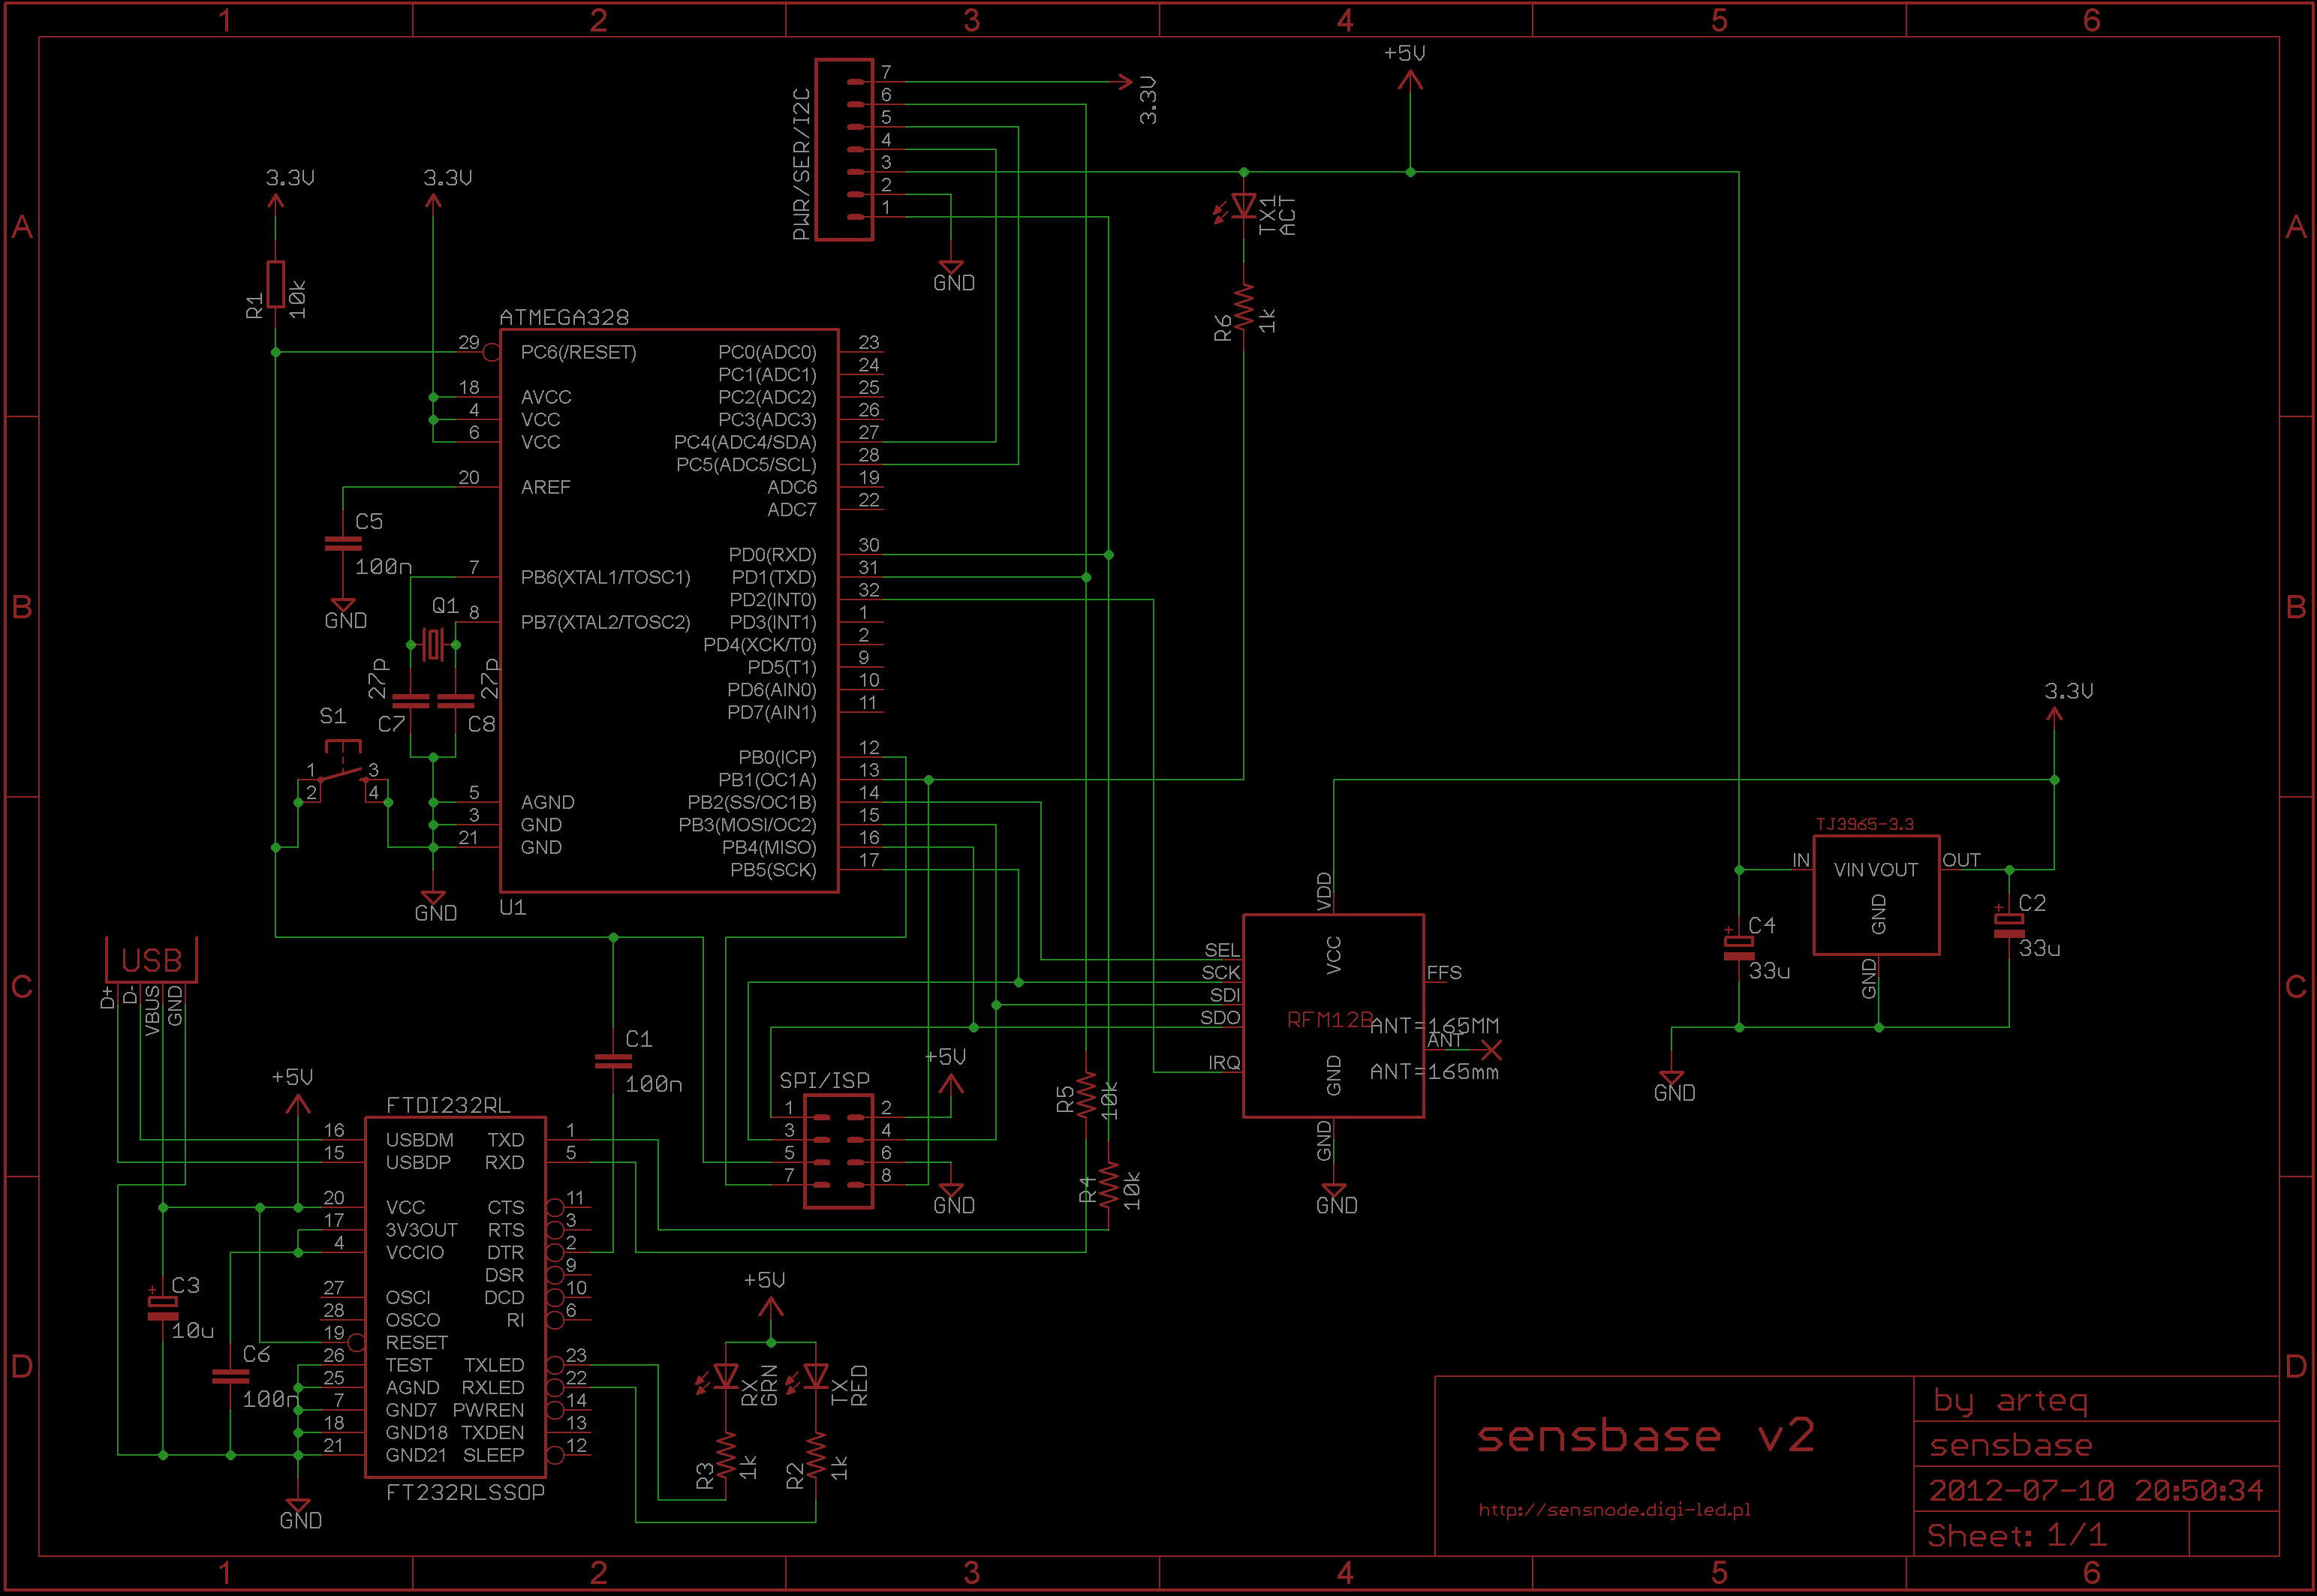 1 2 3 4 5 6
A A
B B
C C
D D
PWR/SER/I2C
7
6
5
4
3
2
1
3.3V
GND
+5V
TX1
ACT
R6
1k
3.3V
3.3V
R1
10k
ATMEGA328
29 PC6(/RESET)
18 AVCC
4 VCC
6 VCC
20 AREF
7 PB6(XTAL1/TOSC1)
8 PB7(XTAL2/TOSC2)
5 AGND
3 GND
21 GND
PC0(ADC0) 23
PC1(ADC1) 24
PC2(ADC2) 25
PC3(ADC3) 26
PC4(ADC4/SDA) 27
PC5(ADC5/SCL) 28
ADC6 19
ADC7 22
PD0(RXD) 30
PD1(TXD) 31
PD2(INT0) 32
PD3(INT1) 1
PD4(XCK/T0) 2
PD5(T1) 9
PD6(AIN0) 10
PD7(AIN1) 11
PB0(ICP) 12
PB1(OC1A) 13
PB2(SS/OC1B) 14
PB3(MOSI/OC2) 15
PB4(MISO) 16
PB5(SCK) 17
U1
C5
100n
GND
Q1
27P
27P
C7
C8
S1
1 3
2 4
GND
3.3V
TJ3965-3.3
IN VIN VOUT OUT
GND
GND
C4
33u
C2
33u
GND
VDD
VCC
SEL
SCK
SDI
SDO
IRQ
FFS
RFM12B
ANT=165MM
ANT
ANT=165mm
GND
GND
GND
USB
D+
D-
VBUS
GND
C1
100n
+5V
SPI/ISP
1 2
3 4
5 6
7 8
GND
R5
10k
R4
10k
+5V
FTDI232RL
16 USBDM
15 USBDP
20 VCC
17 3V3OUT
4 VCCIO
27 OSCI
28 OSCO
19 RESET
26 TEST
25 AGND
7 GND7
18 GND18
21 GND21
TXD 1
RXD 5
CTS 11
RTS 3
DTR 2
DSR 9
DCD 10
RI 6
TXLED 23
RXLED 22
PWREN 14
TXDEN 13
SLEEP 12
FT232RLSSOP
C3
10u
C6
100n
GND
+5V
RX
GRN
TX
RED
R3
1k
R2
1k
sensbase v2
http://sensnode.digi-led.pl
by arteq
sensbase
2012-07-10 20:50:34
Sheet: 1/1
1 2 3 4 5 6